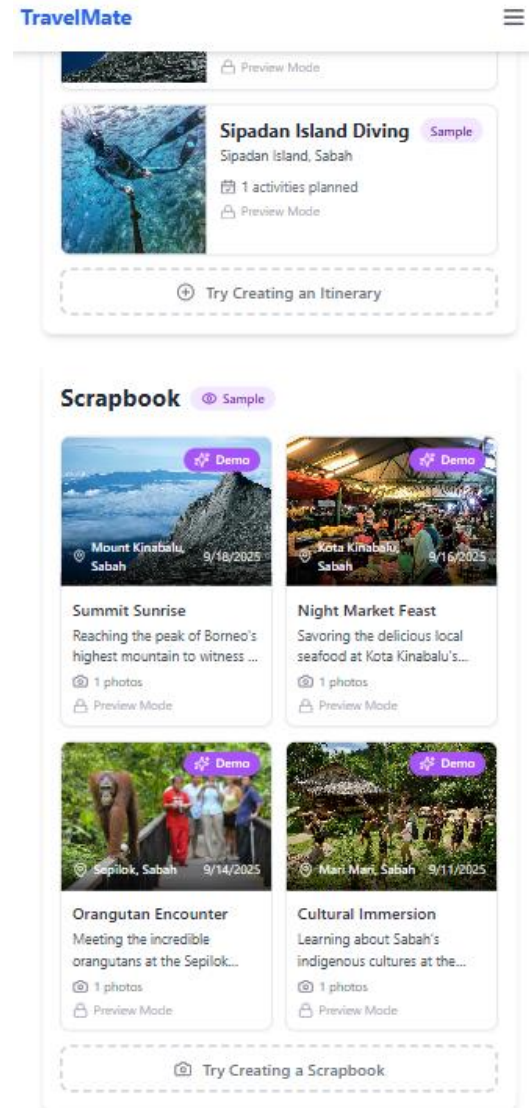 TravelMate
Preview Mode
Sipadan Island Diving
Sample
Sipadan Island, Sabah
1 activities planned
Preview Mode
Try Creating an Itinerary
Scrapbook
Sample
Demo
Mount Kinabalu,
Sabah
9/18/2025
Summit Sunrise
Reaching the peak of Borneo's
highest mountain to witness ...
1 photos
Preview Mode
Demo
Kota Kinabalu,
Sabah
9/16/2025
Night Market Feast
Savoring the delicious local
seafood at Kota Kinabalu's...
1 photos
Preview Mode
Demo
Sepilok, Sabah
9/14/2025
Orangutan Encounter
Meeting the incredible
orangutans at the Sepilok...
1 photos
Preview Mode
Demo
Mari Mari, Sabah
9/11/2025
Cultural Immersion
Learning about Sabah's
indigenous cultures at the...
1 photos
Preview Mode
Try Creating a Scrapbook